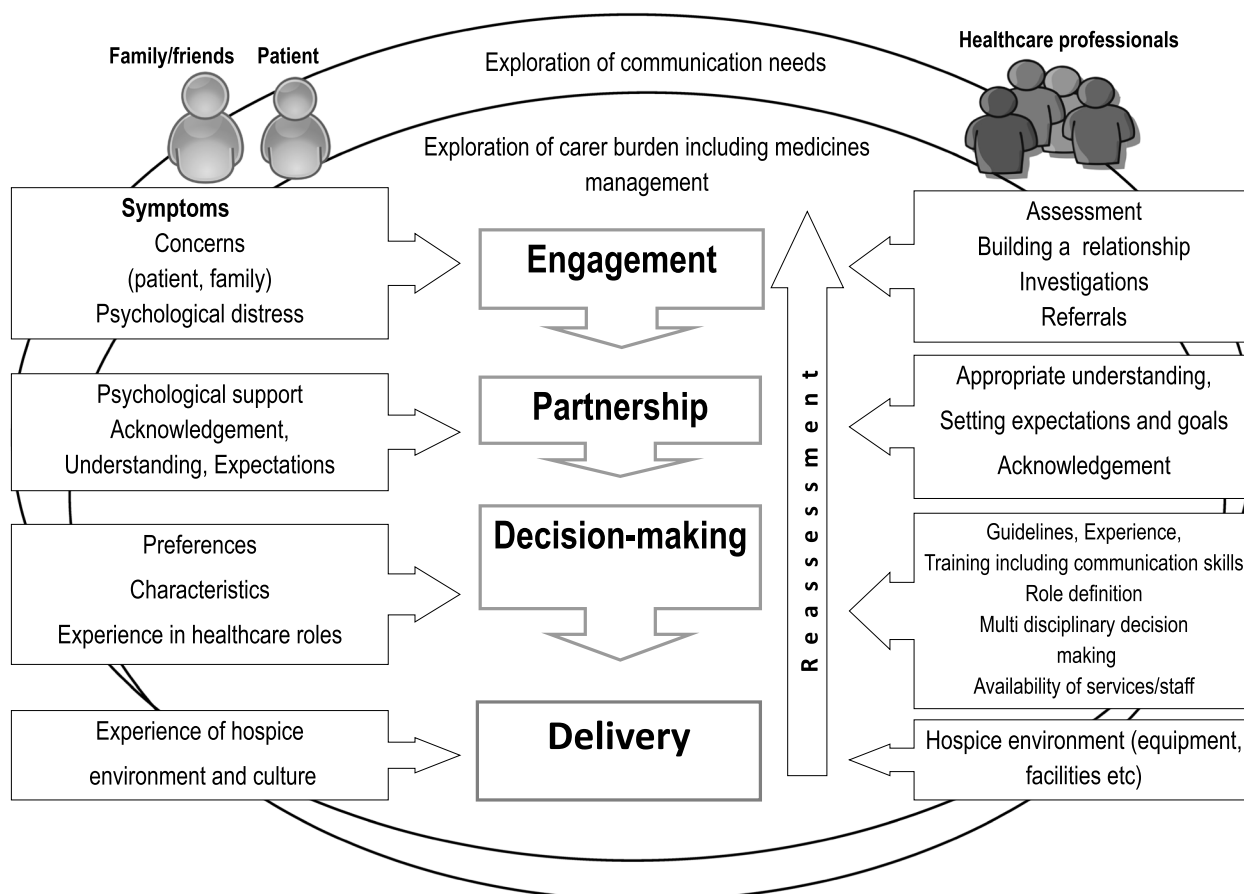 Family/friends
Patient
Healthcare professionals
Exploration of communication needs
Exploration of carer burden including medicines
management
Symptoms
Concerns
(patient, family)
Psychological distress
Engagement
Assessment
Building a relationship
Investigations
Referrals
Psychological support
Acknowledgement,
Understanding, Expectations
Partnership
Reassessment
Appropriate understanding,
Setting expectations and goals
Acknowledgement
Preferences
Characteristics
Experience in healthcare roles
Decision-making
Guidelines, Experience,
Training including communication skills
Role definition
Multi disciplinary decision
making
Availability of services/staff
Experience of hospice
environment and culture
Delivery
Hospice environment (equipment,
facilities etc)